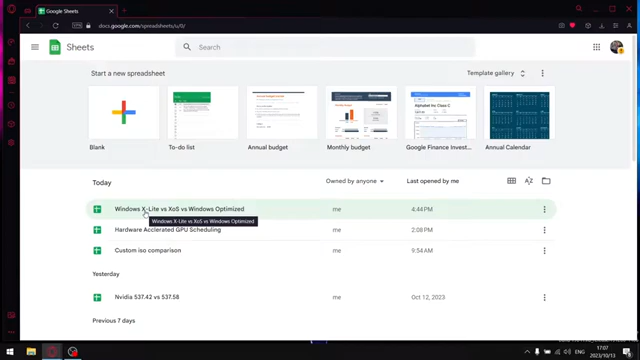 Google Sheets
VPN
docs.google.com/spreadsheets/u/0/
Sheets
Search
Start a new spreadsheet
Template gallery
Blank
To-do list
Annual budget
Monthly budget
Google Finance Invest...
Annual Calendar
Today
Owned by anyone
Last opened by me
Windows X-Lite vs XoS vs Windows Optimized
me
4:44 PM
Windows X-Lite vs XoS vs Windows Optimized
Hardware Acclerated GPU Scheduling
me
2:08 PM
Custom iso comparison
me
9:54 AM
Yesterday
Nvidia 537.42 vs 537.58
me
Oct 12, 2023
Previous 7 days
ENG
17:07
2023/10/13